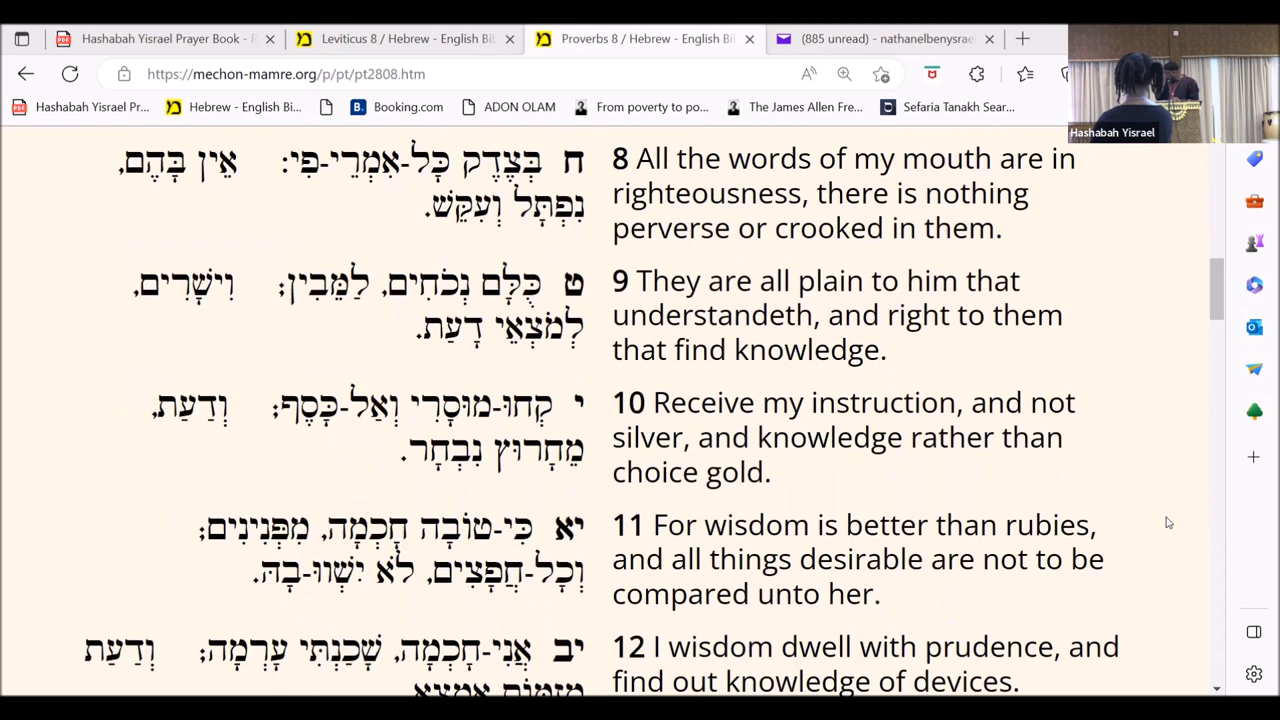 Hashabah Yisrael Prayer Book - R
Leviticus 8 / Hebrew - English Bib
Proverbs 8 / Hebrew - English Bi
(885 unread) - nathanelbenysrae
https://mechon-mamre.org/p/pt/pt2808.htm
Hashabah Yisrael Pr...
Hebrew - English Bi...
Booking.com
ADON OLAM
From poverty to po...
The James Allen Fre...
Sefaria Tanakh Sear...
Hashabah Yisrael
ח בְּצֶדֶק כָּל-אִמְרֵי-פִי: אֵין בָּהֶם,
נִפְתָּל וְעִקֵּשׁ.
8 All the words of my mouth are in
righteousness, there is nothing
perverse or crooked in them.
ט כֻּלָּם נְכֹחִים, לַמֵּבִין; וִישָׁרִים,
לְמֹצְאֵי דָעַת.
9 They are all plain to him that
understandeth, and right to them
that find knowledge.
י קְחוּ-מוּסָרִי וְאַל-כָּסֶף; וְדַעַת,
מֵחָרוּץ נִבְחָר.
10 Receive my instruction, and not
silver, and knowledge rather than
choice gold.
יא כִּי-טוֹבָה חָכְמָה, מִפְּנִינִים;
וְכָל-חֲפָצִים, לֹא יִשְׁווּ-בָהּ.
11 For wisdom is better than rubies,
and all things desirable are not to be
compared unto her.
יב אֲנִי-חָכְמָה, שָׁכַנְתִּי עָרְמָה; וְדַעַת
מְזִמּוֹת אֶמְצָא
12 I wisdom dwell with prudence, and
find out knowledge of devices.